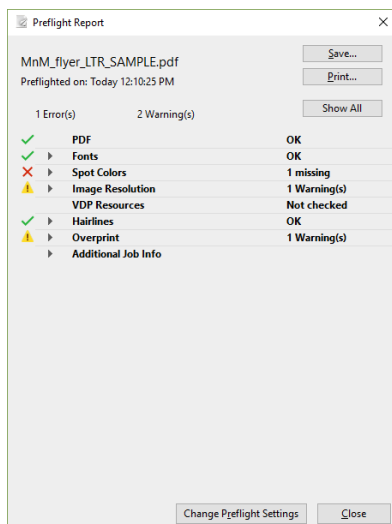 Preflight Report
MnM_flyer_LTR_SAMPLE.pdf
Save...
Preflighted on: Today 12:10:25 PM
Print...
1 Error(s) 2 Warning(s)
Show All
PDF OK
Fonts OK
Spot Colors 1 missing
Image Resolution 1 Warning(s)
VDP Resources Not checked
Hairlines OK
Overprint 1 Warning(s)
Additional Job Info
Change Preflight Settings Close